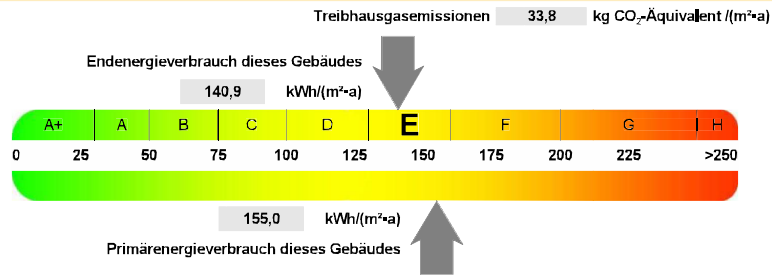 Treibhausgasemissionen 33,8 kg CO₂-Äquivalent /(m²▪a)
Endenergieverbrauch dieses Gebäudes
140,9 kWh/(m²▪a)
A+ A B C D E F G H
0 25 50 75 100 125 150 175 200 225 >250
155,0 kWh/(m²▪a)
Primärenergieverbrauch dieses Gebäudes